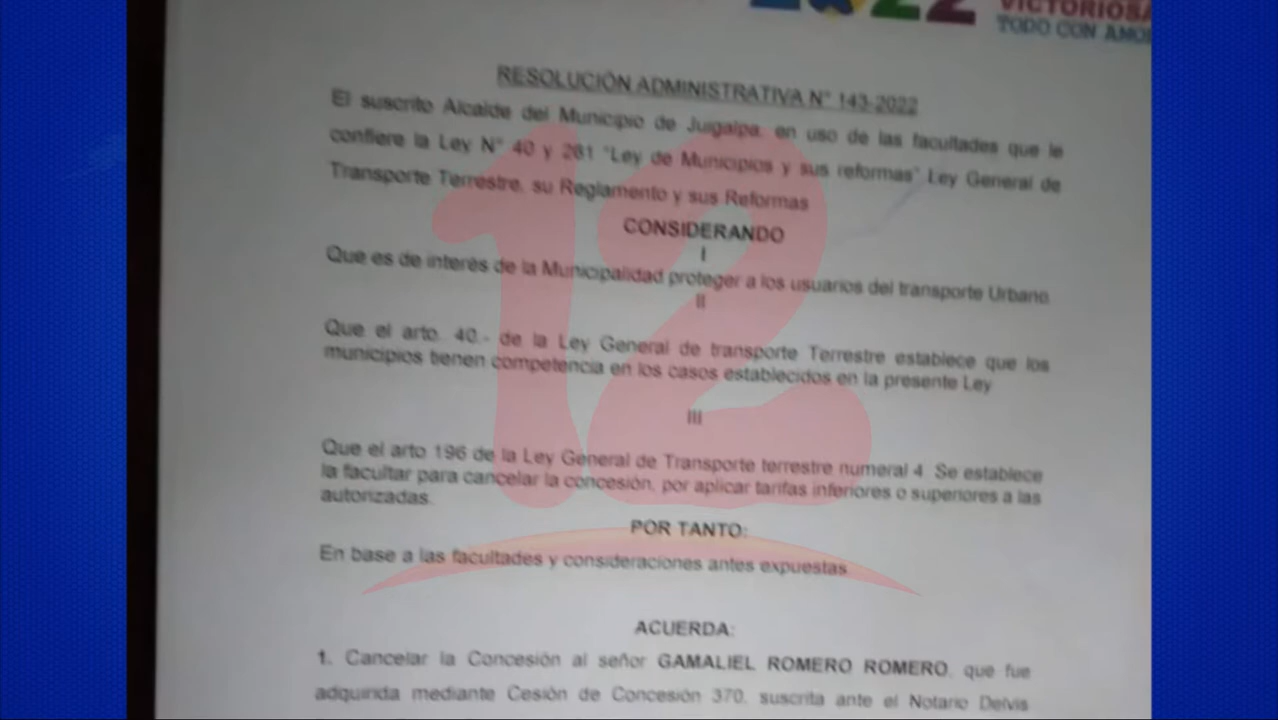 2022
VICTORIOSA
TODO CON AMOR
RESOLUCIÓN ADMINISTRATIVA N° 143-2022
El suscrito Alcalde del Municipio de Juigalpa, en uso de las facultades que le
confiere la Ley N° 40 y 261 "Ley de Municipios y sus reformas" Ley General de
Transporte Terrestre, su Reglamento y sus Reformas
CONSIDERANDO
I
Que es de interés de la Municipalidad proteger a los usuarios del transporte Urbano
II
Que el arto. 40.- de la Ley General de transporte Terrestre establece que los
municipios tienen competencia en los casos establecidos en la presente Ley
III
Que el arto 196 de la Ley General de Transporte terrestre numeral 4 Se establece
la facultar para cancelar la concesión, por aplicar tarifas inferiores o superiores a las
autorizadas.
POR TANTO:
En base a las facultades y consideraciones antes expuestas
ACUERDA:
1. Cancelar la Concesión al señor GAMALIEL ROMERO ROMERO, que fue
adquirida mediante Cesión de Concesión 370, suscrita ante el Notario Delvis
12